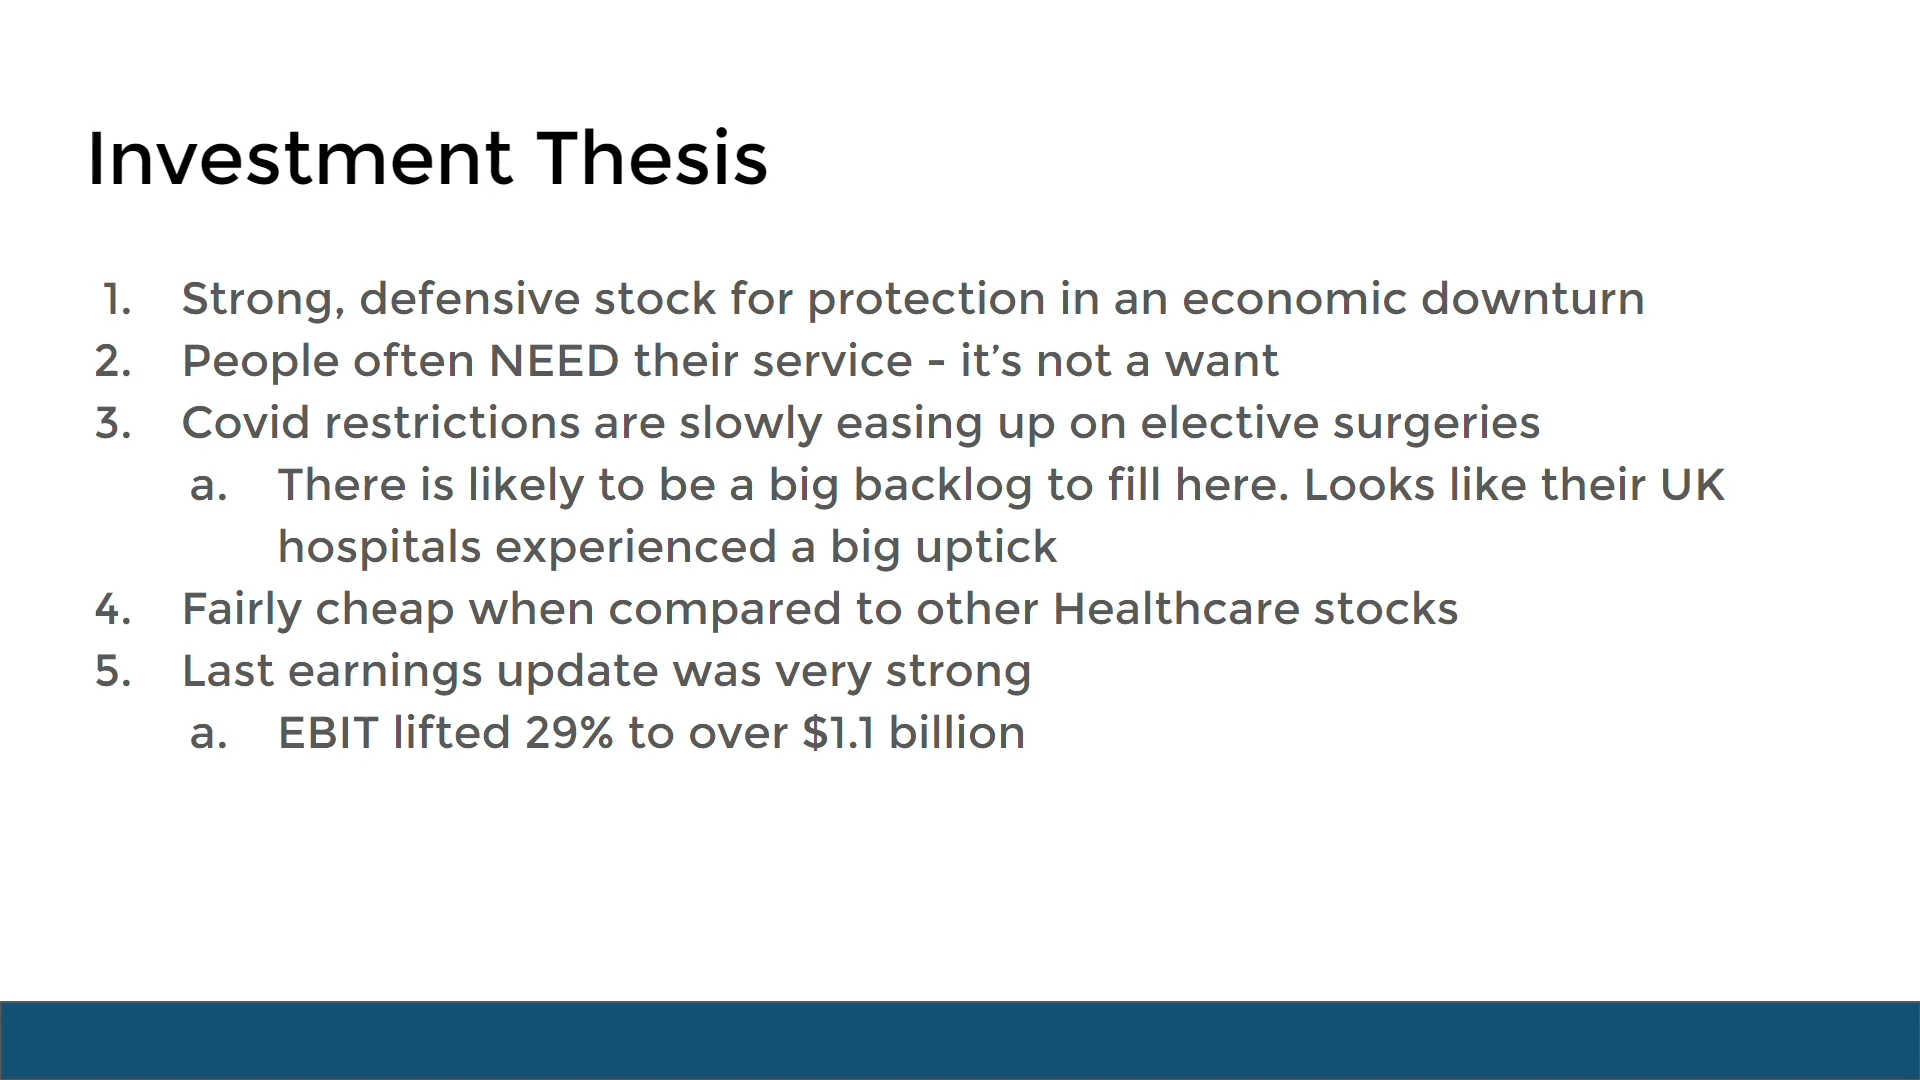 Investment Thesis
1. Strong, defensive stock for protection in an economic downturn
2. People often NEED their service - it’s not a want
3. Covid restrictions are slowly easing up on elective surgeries
a. There is likely to be a big backlog to fill here. Looks like their UK
hospitals experienced a big uptick
4. Fairly cheap when compared to other Healthcare stocks
5. Last earnings update was very strong
a. EBIT lifted 29% to over $1.1 billion